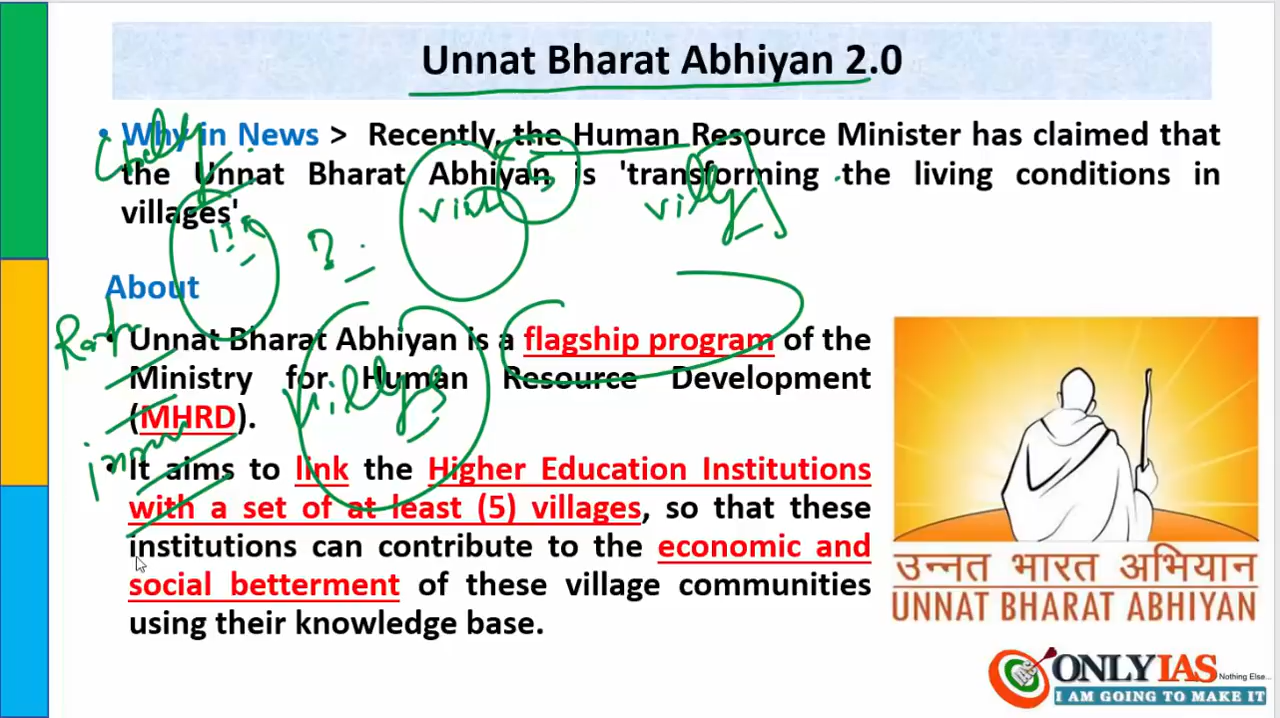 Unnat Bharat Abhiyan 2.0
• Why in News > Recently, the Human Resource Minister has claimed that
the Unnat Bharat Abhiyan is 'transforming the living conditions in
villages'
About
• Unnat Bharat Abhiyan is a flagship program of the
Ministry for Human Resource Development
(MHRD).
• It aims to link the Higher Education Institutions
with a set of at least (5) villages, so that these
institutions can contribute to the economic and
social betterment of these village communities
using their knowledge base.
5
?
उन्नत भारत अभियान
UNNAT BHARAT ABHIYAN
ONLYIAS
Nothing Else...
I AM GOING TO MAKE IT